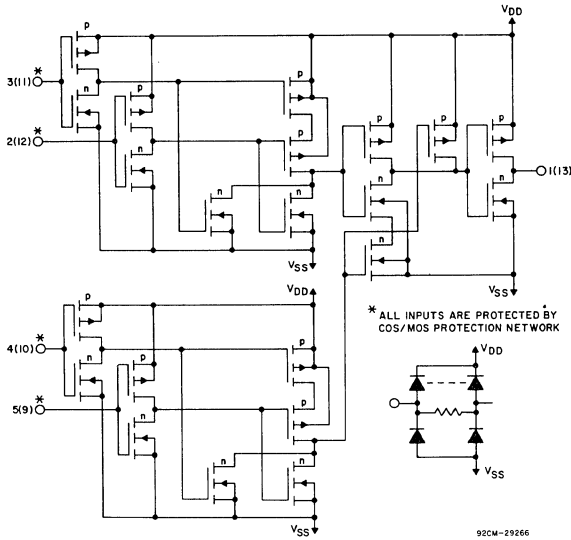 p
VDD
p
p
3(11)
*
n
p
2(12)
*
n
p
p
p
p
1(13)
n
n
n
n
n
VSS
VDD
VSS
* ALL INPUTS ARE PROTECTED BY
COS/MOS PROTECTION NETWORK
p
4(10)
*
n
p
5(9)
*
n
p
p
n
n
VSS
VDD
VSS
92CM-29266